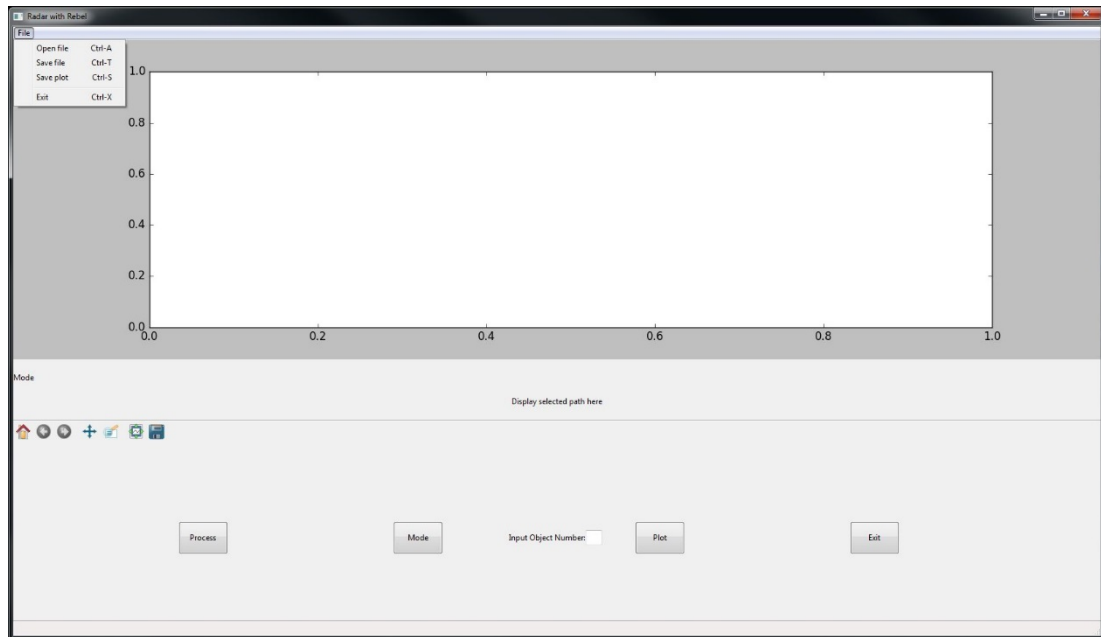 Radar with Rebel
File
Open file Ctrl-A
Save file Ctrl-T
Save plot Ctrl-S
Exit Ctrl-X
1.0
0.8
0.6
0.4
0.2
0.0
0.0 0.2 0.4 0.6 0.8 1.0
Mode
Display selected path here
Process Mode Input Object Number: Plot Exit